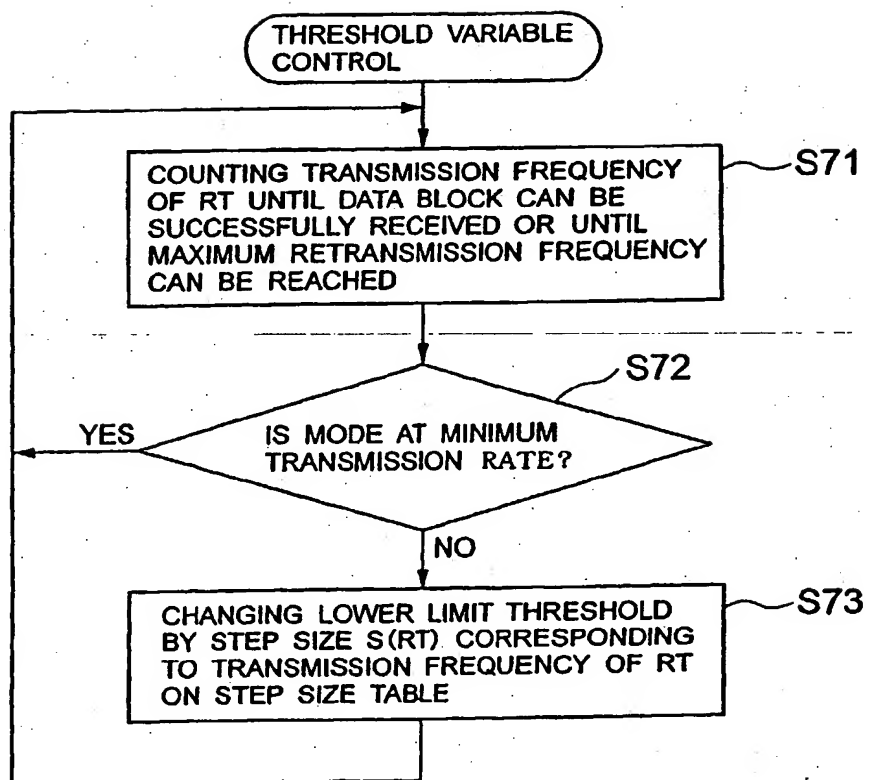 THRESHOLD VARIABLE
CONTROL
S71
COUNTING TRANSMISSION FREQUENCY
OF RT UNTIL DATA BLOCK CAN BE
SUCCESSFULLY RECEIVED OR UNTIL
MAXIMUM RETRANSMISSION FREQUENCY
CAN BE REACHED
S72
YES
IS MODE AT MINIMUM
TRANSMISSION RATE?
NO
S73
CHANGING LOWER LIMIT THRESHOLD
BY STEP SIZE S(RT) CORRESPONDING
TO TRANSMISSION FREQUENCY OF RT
ON STEP SIZE TABLE